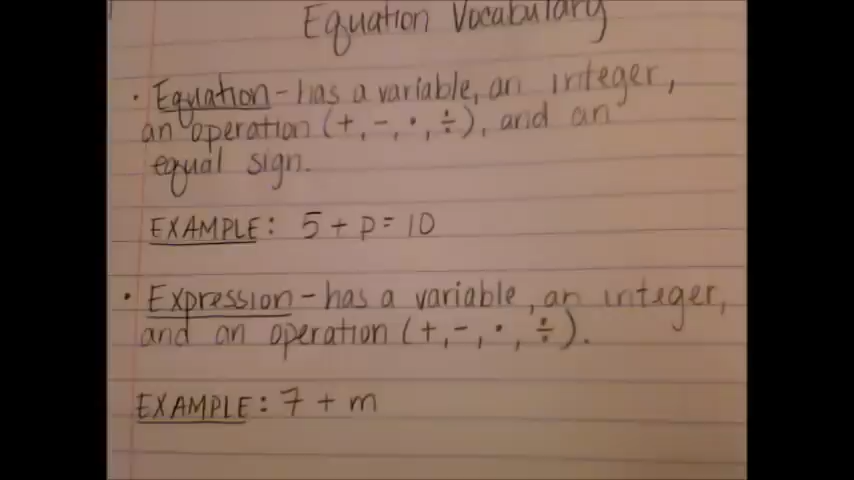 Equation Vocabulary
• Equation - has a variable, an integer,
an operation (+, -, •, ÷), and an
equal sign.
EXAMPLE: 5 + p = 10
• Expression - has a variable, an integer,
and an operation (+, -, •, ÷).
EXAMPLE: 7 + m